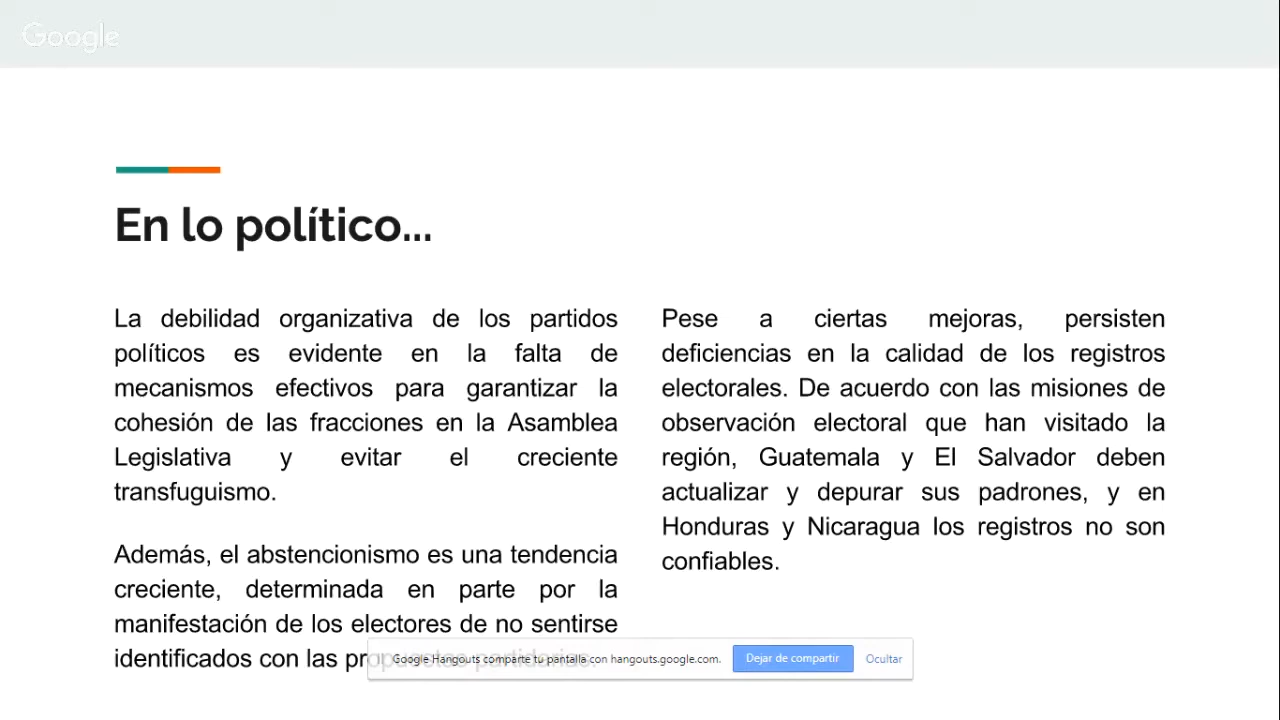 Google
En lo político...
La debilidad organizativa de los partidos
políticos es evidente en la falta de
mecanismos efectivos para garantizar la
cohesión de las fracciones en la Asamblea
Legislativa y evitar el creciente
transfuguismo.
Además, el abstencionismo es una tendencia
creciente, determinada en parte por la
manifestación de los electores de no sentirse
identificados con las propuestas partidarias.
Pese a ciertas mejoras, persisten
deficiencias en la calidad de los registros
electorales. De acuerdo con las misiones de
observación electoral que han visitado la
región, Guatemala y El Salvador deben
actualizar y depurar sus padrones, y en
Honduras y Nicaragua los registros no son
confiables.
Google Hangouts comparte tu pantalla con hangouts.google.com.
Dejar de compartir
Ocultar